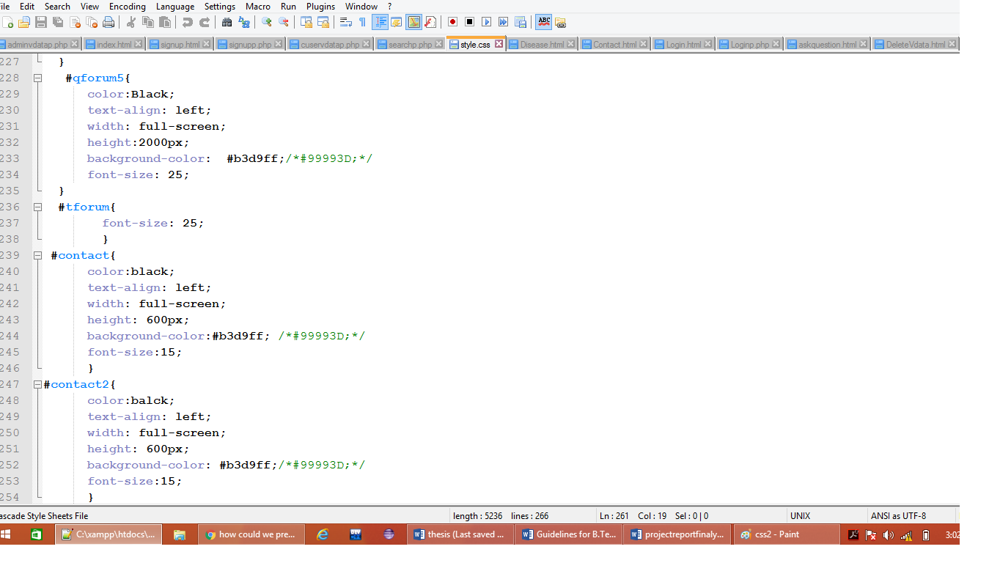 ile Edit Search View Encoding Language Settings Macro Run Plugins Window ?
adminvdatap.php index.html signup.html signupp.php cuservdatap.php searchp.php style.css Disease.html Contact.html Login.html Loginp.php askquestion.html DeleteVdata.html
227 }
228 #qforum5{
229 color:Black;
230 text-align: left;
231 width: full-screen;
232 height:2000px;
233 background-color: #b3d9ff;/*#99993D;*/
234 font-size: 25;
235 }
236 #tforum{
237 font-size: 25;
238 }
239 #contact{
240 color:black;
241 text-align: left;
242 width: full-screen;
243 height: 600px;
244 background-color:#b3d9ff; /*#99993D;*/
245 font-size:15;
246 }
247 #contact2{
248 color:balck;
249 text-align: left;
250 width: full-screen;
251 height: 600px;
252 background-color: #b3d9ff;/*#99993D;*/
253 font-size:15;
254 }
ascade Style Sheets File length : 5236 lines : 266 Ln : 261 Col : 19 Sel : 0 | 0 UNIX ANSI as UTF-8
C:\xampp\htdocs\... how could we pre... thesis (Last saved ... Guidelines for B.Te... projectreportfinaly... css2 - Paint 3:02